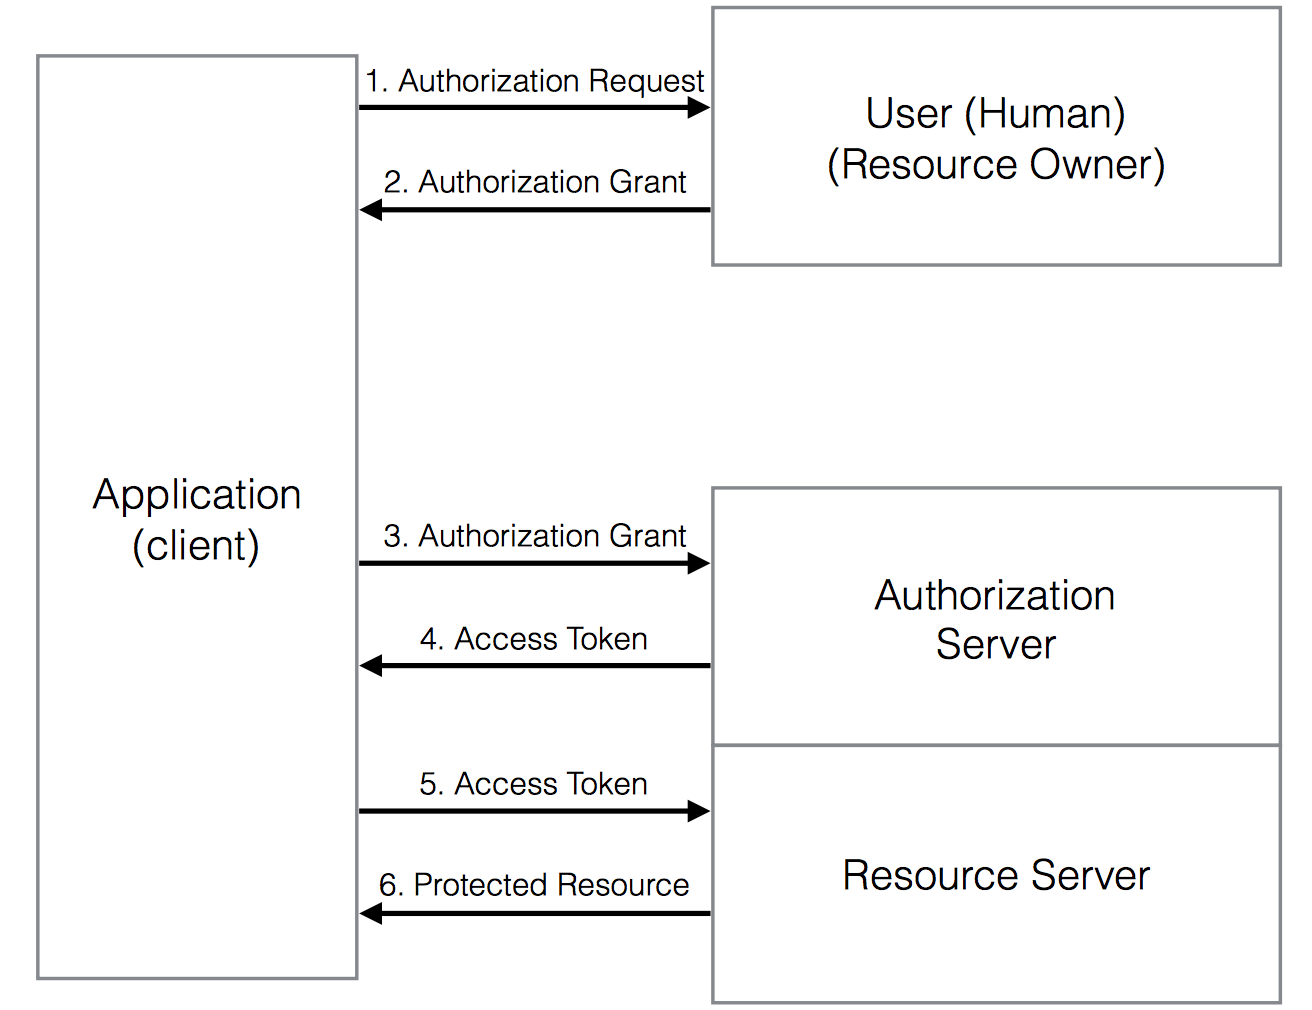 1. Authorization Request
User (Human)
(Resource Owner)
2. Authorization Grant
Application
(client)
3. Authorization Grant
Authorization
Server
4. Access Token
5. Access Token
Resource Server
6. Protected Resource